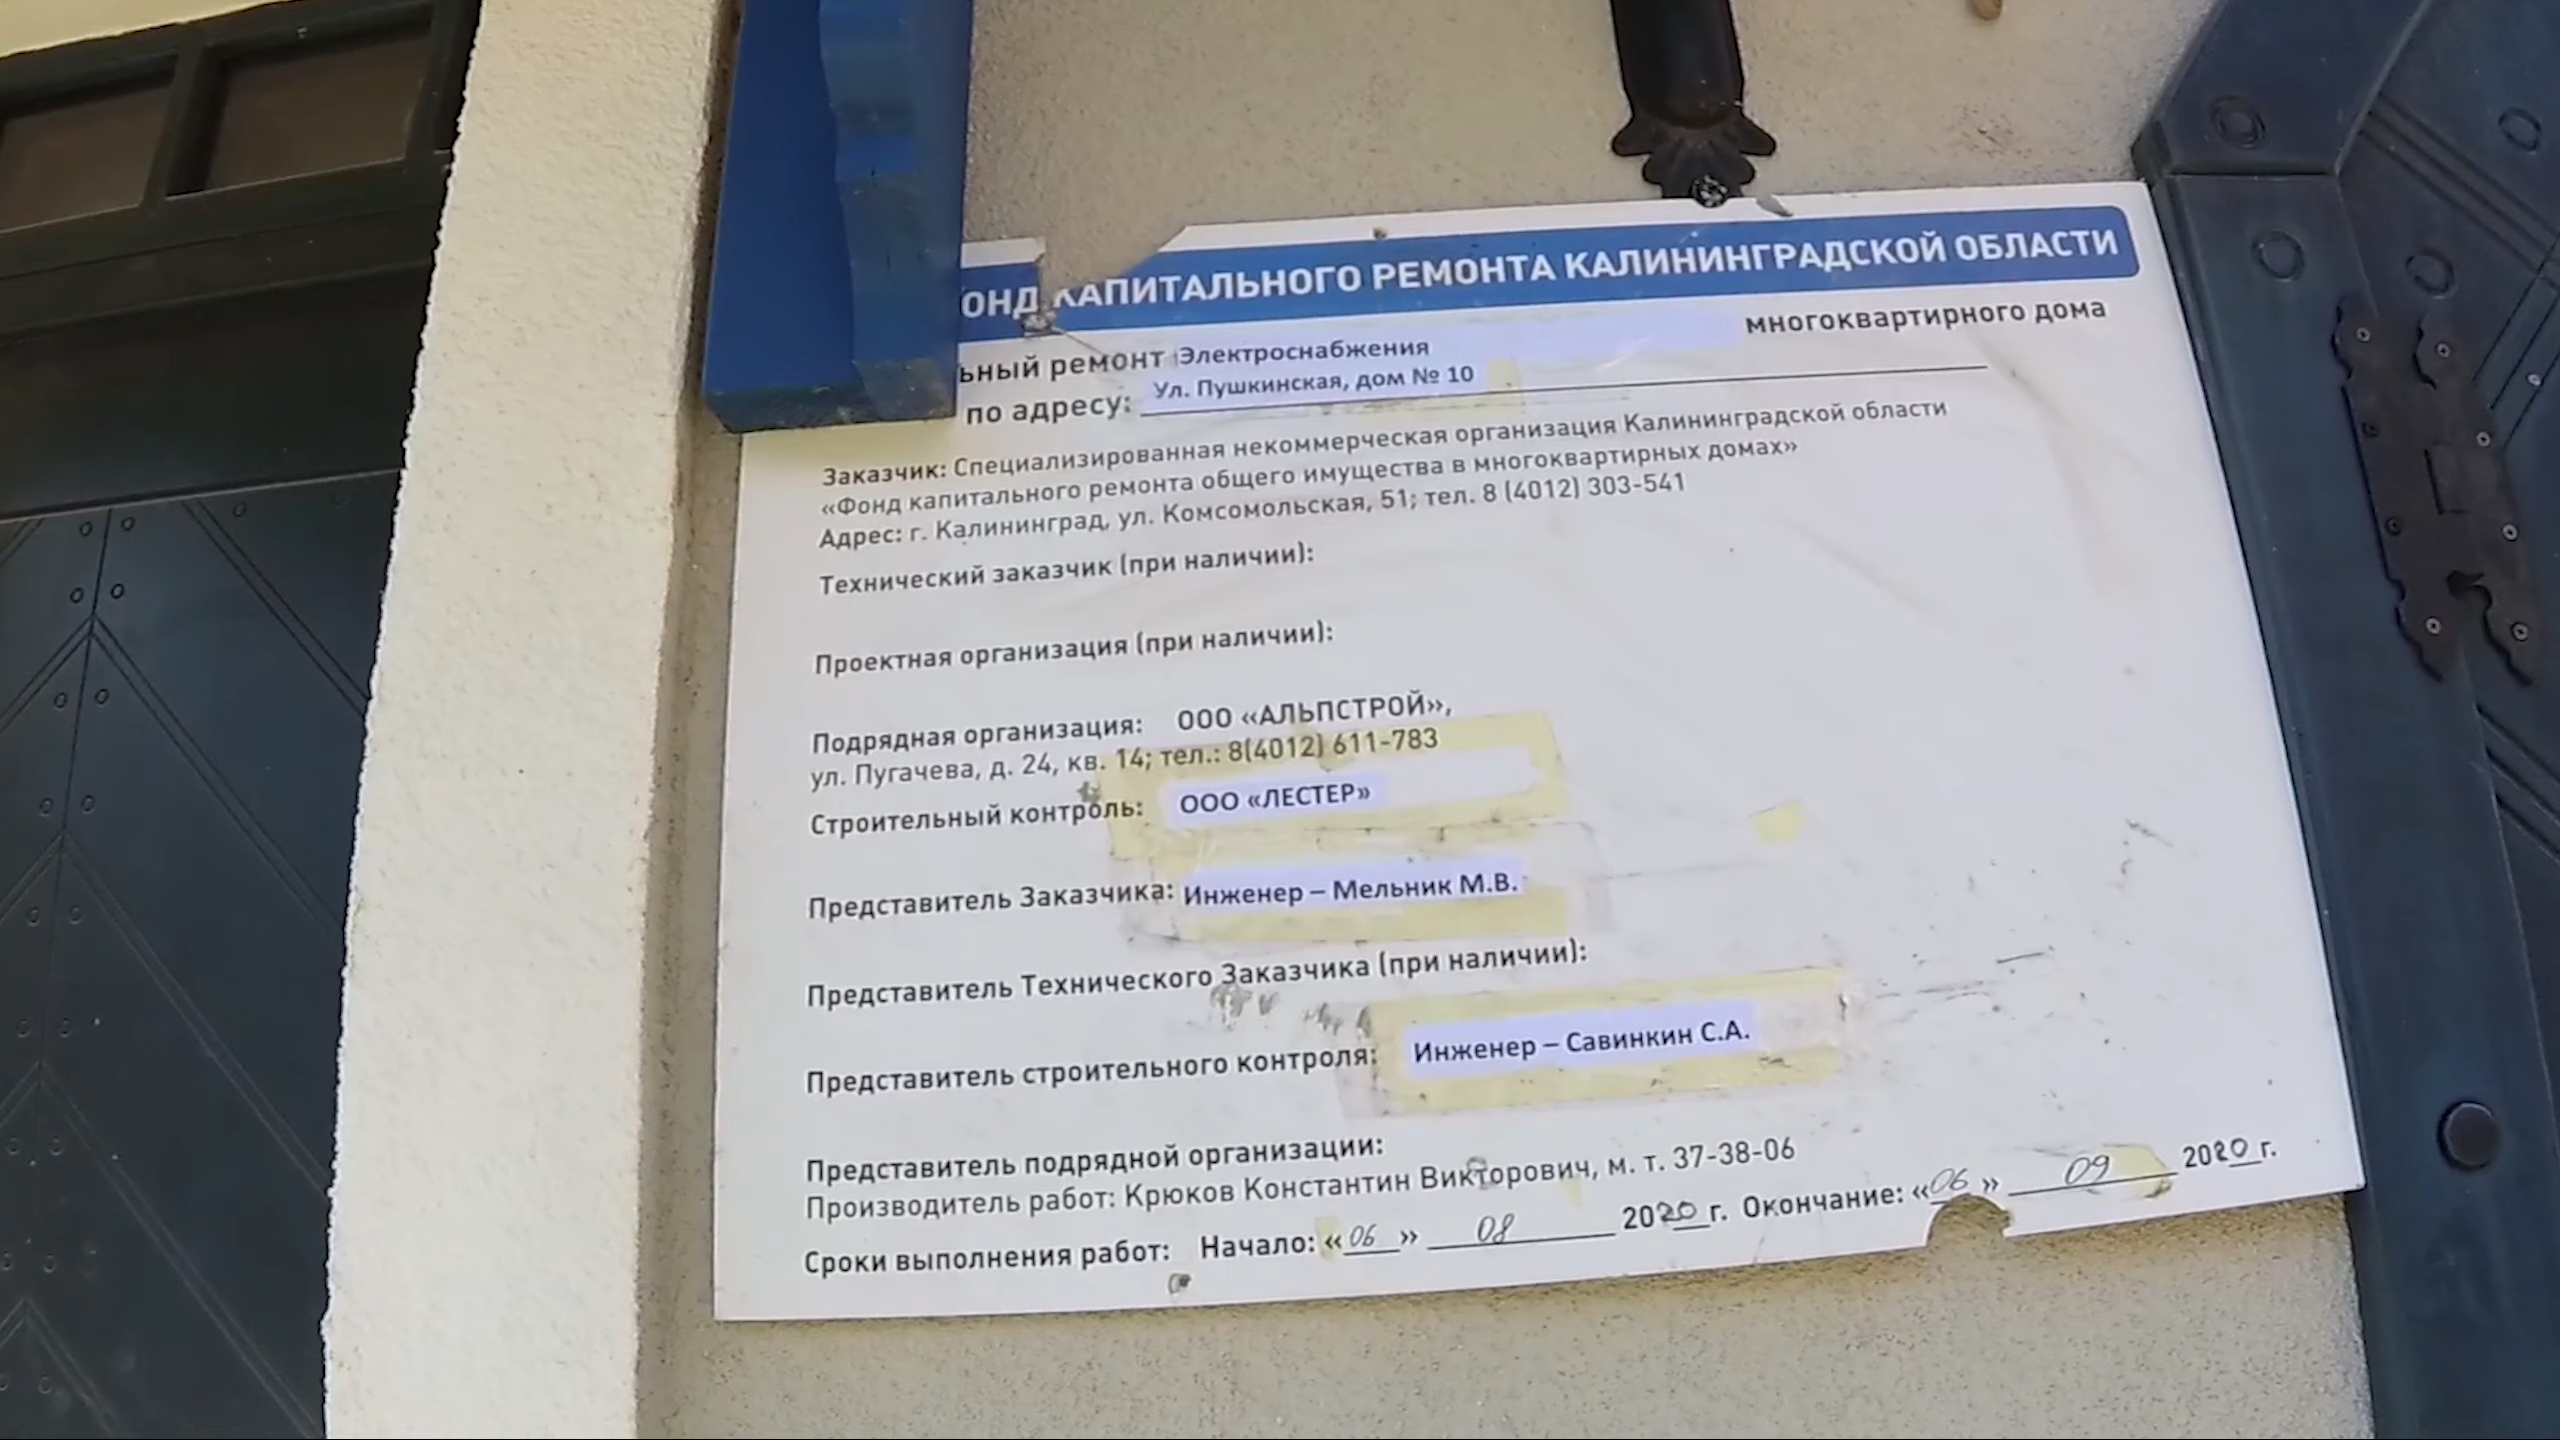 ОНД КАПИТАЛЬНОГО РЕМОНТА КАЛИНИНГРАДСКОЙ ОБЛАСТИ
ьный ремонт Электроснабжения многоквартирного дома
по адресу: Ул. Пушкинская, дом № 10
Заказчик: Специализированная некоммерческая организация Калининградской области
«Фонд капитального ремонта общего имущества в многоквартирных домах»
Адрес: г. Калининград, ул. Комсомольская, 51; тел. 8 (4012) 303-541
Технический заказчик (при наличии):
Проектная организация (при наличии):
Подрядная организация: ООО «АЛЬПСТРОЙ»,
ул. Пугачева, д. 24, кв. 14; тел.: 8(4012) 611-783
Строительный контроль: ООО «ЛЕСТЕР»
Представитель Заказчика: Инженер – Мельник М.В.
Представитель Технического Заказчика (при наличии):
Представитель строительного контроля: Инженер – Савинкин С.А.
Представитель подрядной организации:
Производитель работ: Крюков Константин Викторович, м. т. 37-38-06
Сроки выполнения работ: Начало: «06» 08 2020 г. Окончание: «06» 09 2020 г.